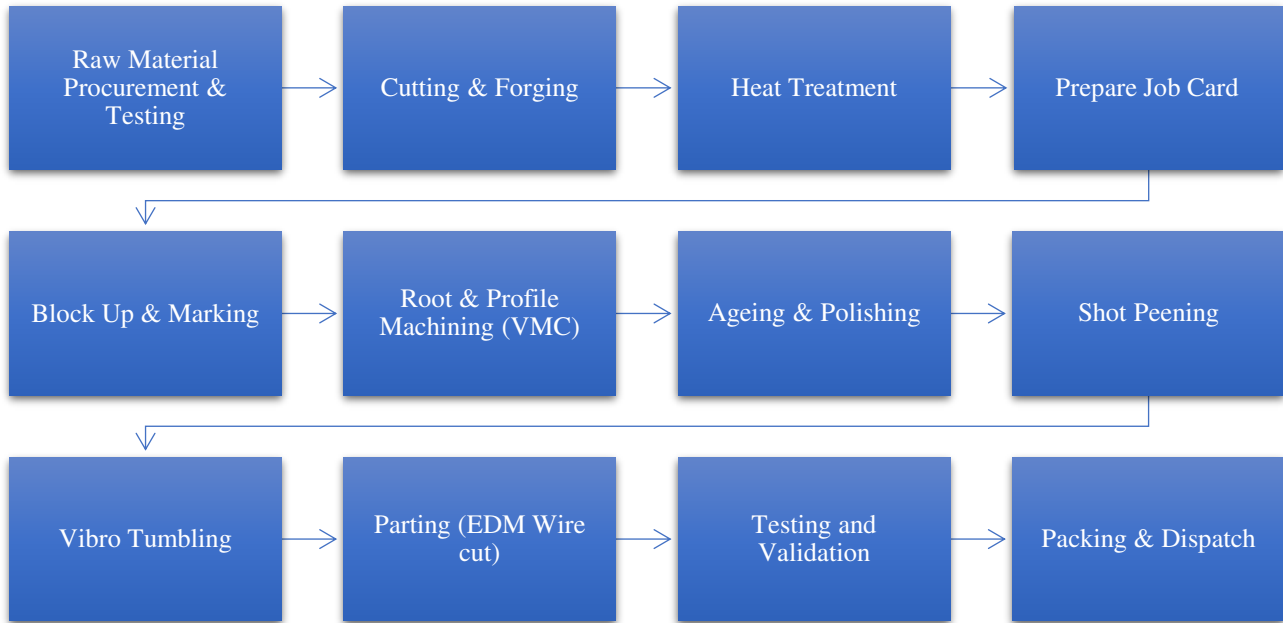 Raw Material
Procurement &
Testing
Cutting & Forging
Heat Treatment
Prepare Job Card
Block Up & Marking
Root & Profile
Machining (VMC)
Ageing & Polishing
Shot Peening
Vibro Tumbling
Parting (EDM Wire
cut)
Testing and
Validation
Packing & Dispatch